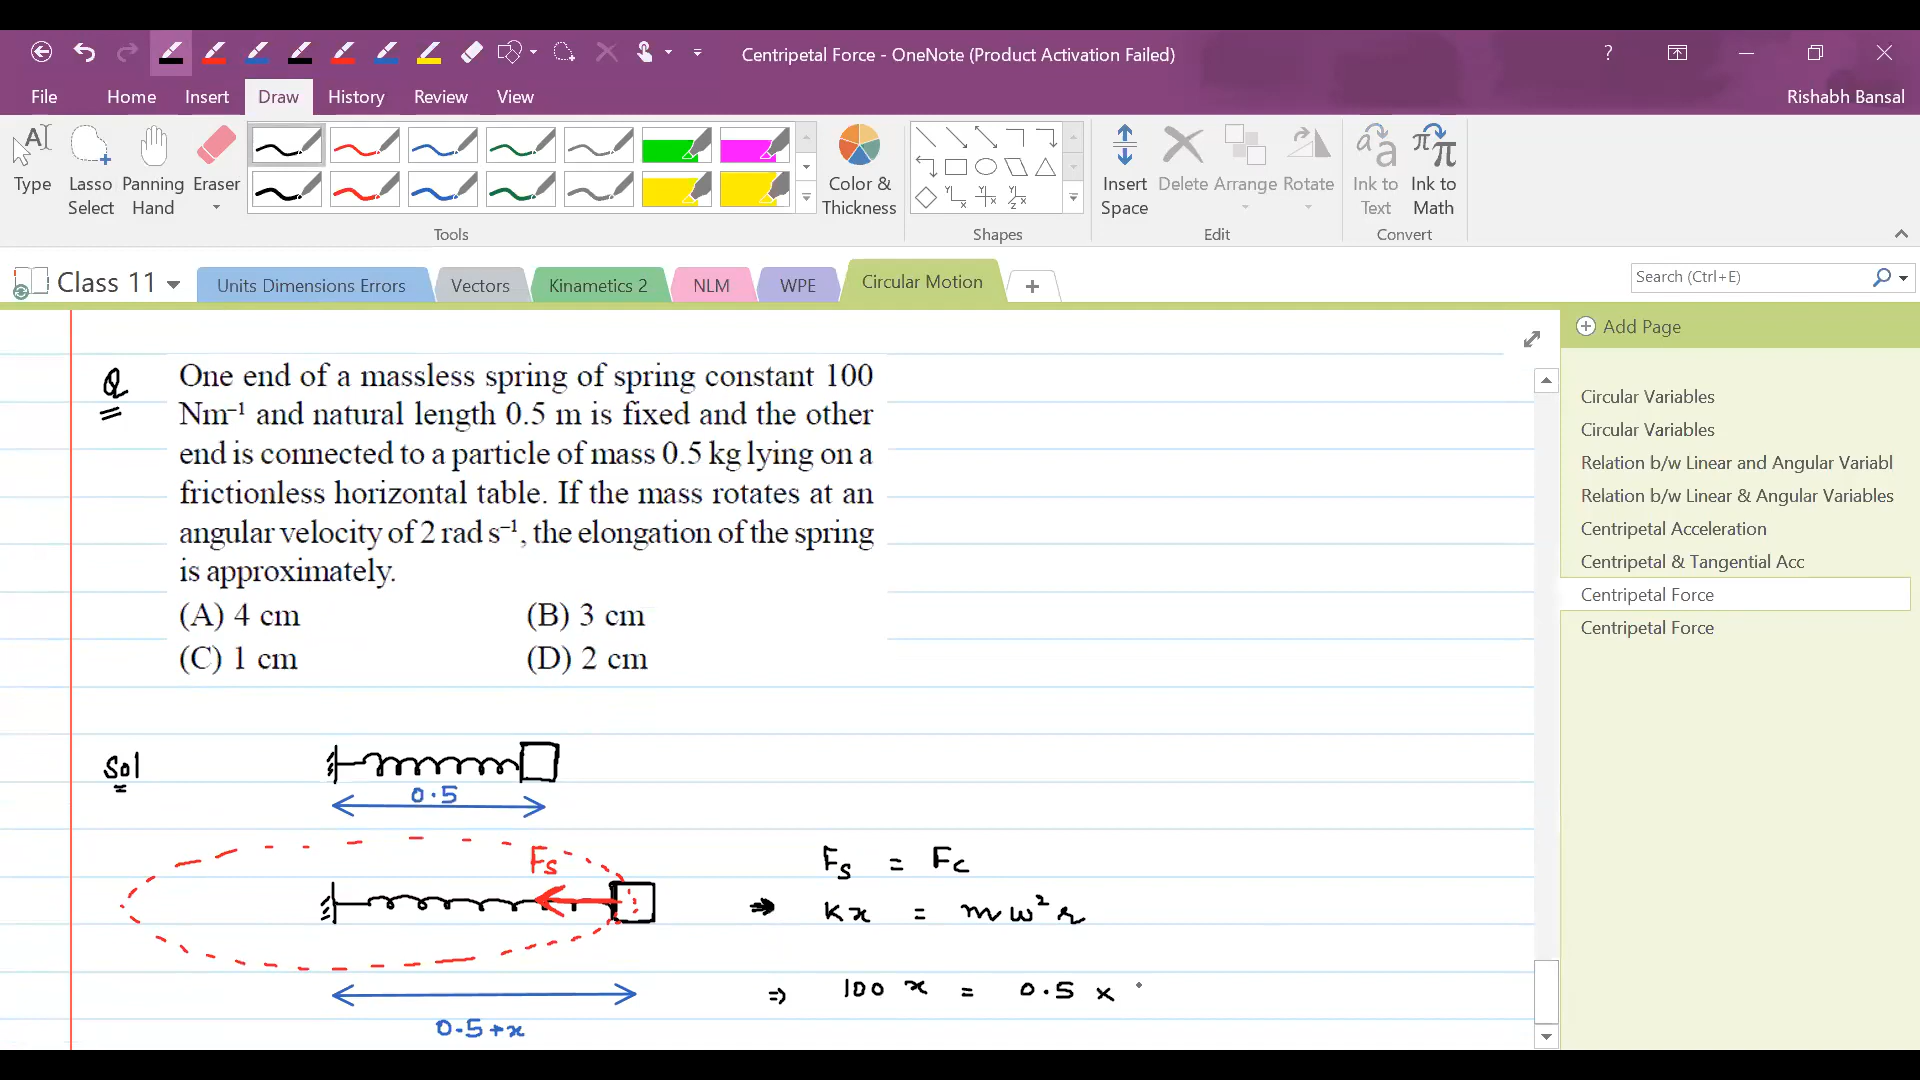 Centripetal Force - OneNote (Product Activation Failed)
?
File Home Insert Draw History Review View
Rishabh Bansal
Type
Lasso Select
Panning Hand
Eraser
Color & Thickness
Insert Space
Delete Arrange Rotate
Ink to Text
Ink to Math
Tools
Shapes
Edit
Convert
Class 11
Units Dimensions Errors
Vectors
Kinametics 2
NLM
WPE
Circular Motion
Search (Ctrl+E)
Add Page
Circular Variables
Circular Variables
Relation b/w Linear and Angular Variabl
Relation b/w Linear & Angular Variables
Centripetal Acceleration
Centripetal & Tangential Acc
Centripetal Force
Centripetal Force
Q
One end of a massless spring of spring constant 100
Nm⁻¹ and natural length 0.5 m is fixed and the other
end is connected to a particle of mass 0.5 kg lying on a
frictionless horizontal table. If the mass rotates at an
angular velocity of 2 rad s⁻¹, the elongation of the spring
is approximately.
(A) 4 cm (B) 3 cm
(C) 1 cm (D) 2 cm
Sol
0.5
Fs
0.5+x
Fs = Fc
→ Kx = mω²r
⇒ 100 x = 0.5 ×